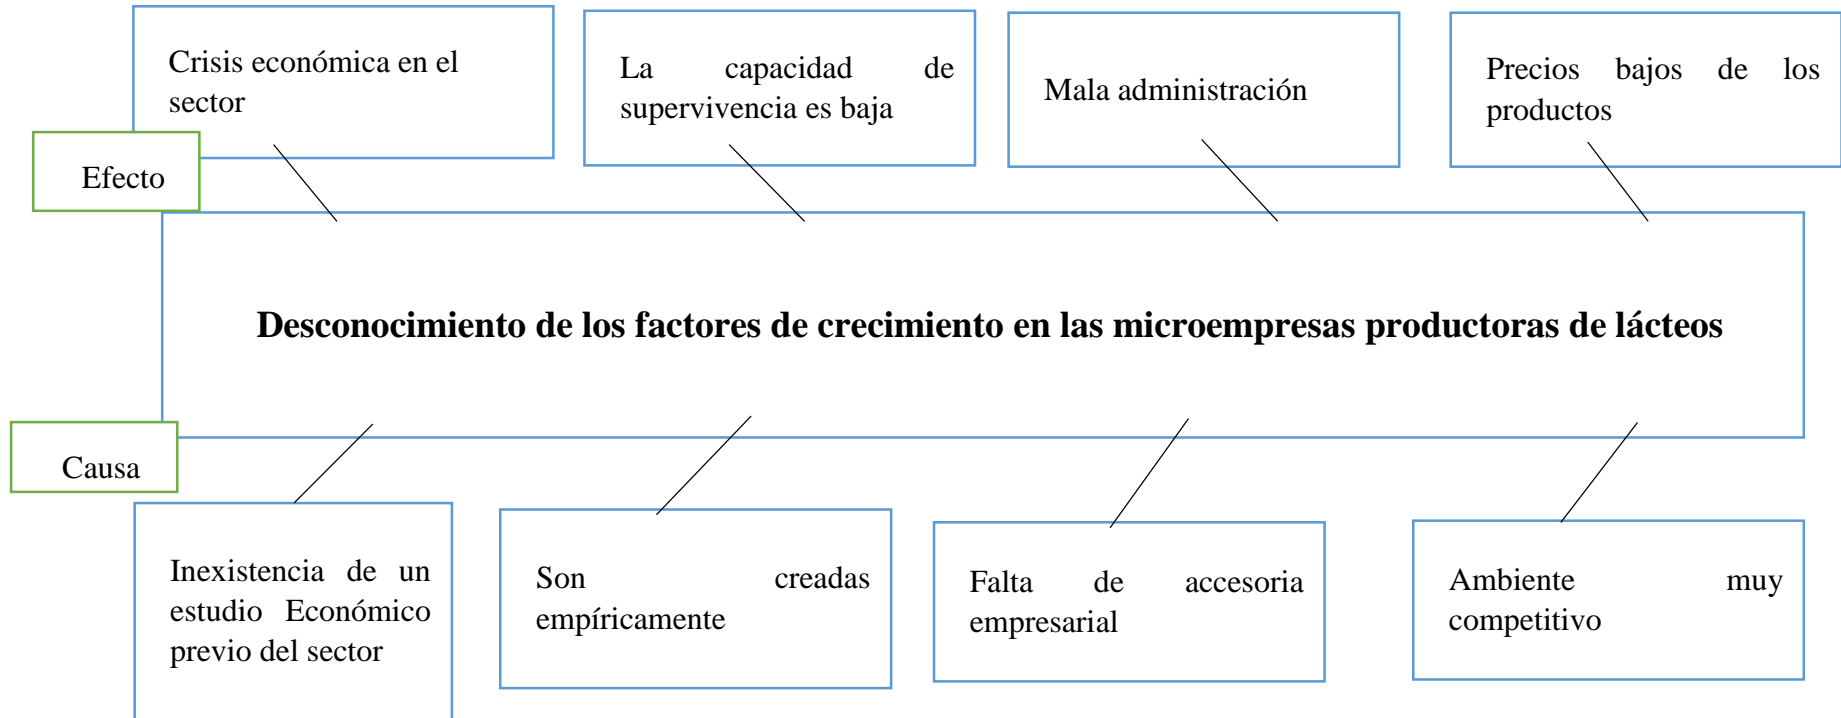 Crisis económica en el
sector
La capacidad de
supervivencia es baja
Mala administración
Precios bajos de los
productos
Efecto
Desconocimiento de los factores de crecimiento en las microempresas productoras de lácteos
Causa
Inexistencia de un
estudio Económico
previo del sector
Son creadas
empíricamente
Falta de accesoria
empresarial
Ambiente muy
competitivo